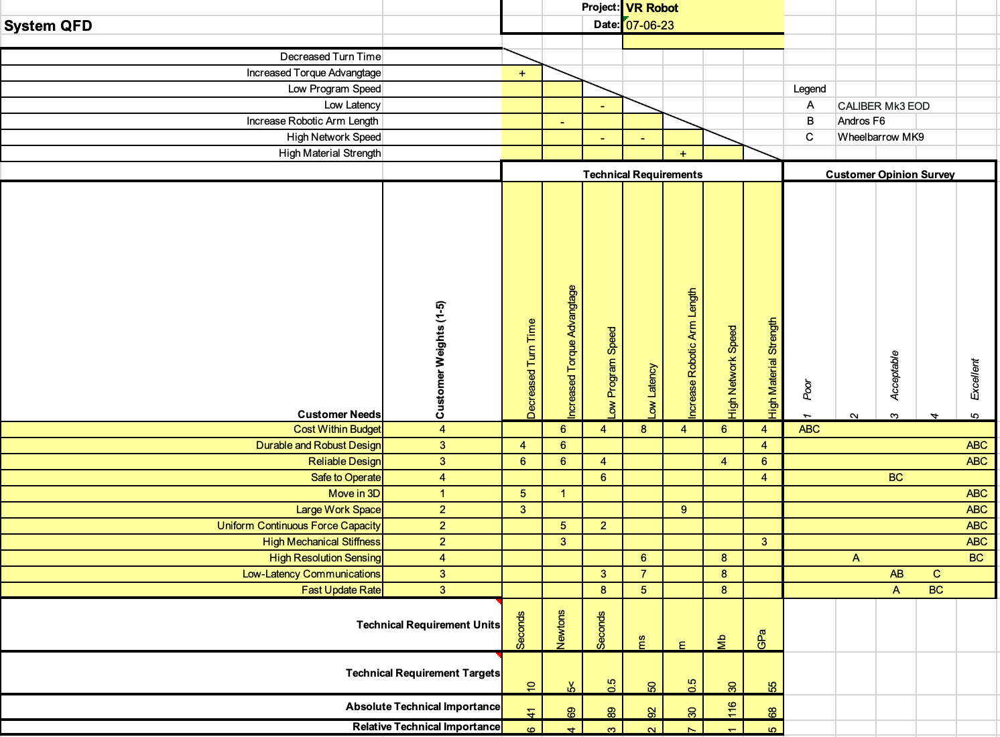 Project: VR Robot
System QFD Date: 07-06-23
Decreased Turn Time
Increased Torque Advangtage +
Low Program Speed Legend
Low Latency - A CALIBER Mk3 EOD
Increase Robotic Arm Length - B Andros F6
High Network Speed - - C Wheelbarrow MK9
High Material Strength +
Technical Requirements Customer Opinion Survey
Customer Needs Customer Weights (1-5) Decreased Turn Time Increased Torque Advangtage Low Program Speed Low Latency Increase Robotic Arm Length High Network Speed High Material Strength 1 Poor 2 3 Acceptable 4 5 Excellent
Cost Within Budget 4 6 4 8 4 6 4 ABC
Durable and Robust Design 3 4 6 4 ABC
Reliable Design 3 6 6 4 4 6 ABC
Safe to Operate 4 6 4 BC
Move in 3D 1 5 1 ABC
Large Work Space 2 3 9 ABC
Uniform Continuous Force Capacity 2 5 2 ABC
High Mechanical Stiffness 2 3 3 ABC
High Resolution Sensing 4 6 8 A BC
Low-Latency Communications 3 3 7 8 AB C
Fast Update Rate 3 8 5 8 A BC
Technical Requirement Units Seconds Newtons Seconds ms m Mb GPa
Technical Requirement Targets 10 5< 0.5 50 0.5 30 55
Absolute Technical Importance 41 69 89 92 30 116 68
Relative Technical Importance 6 4 3 2 7 1 5